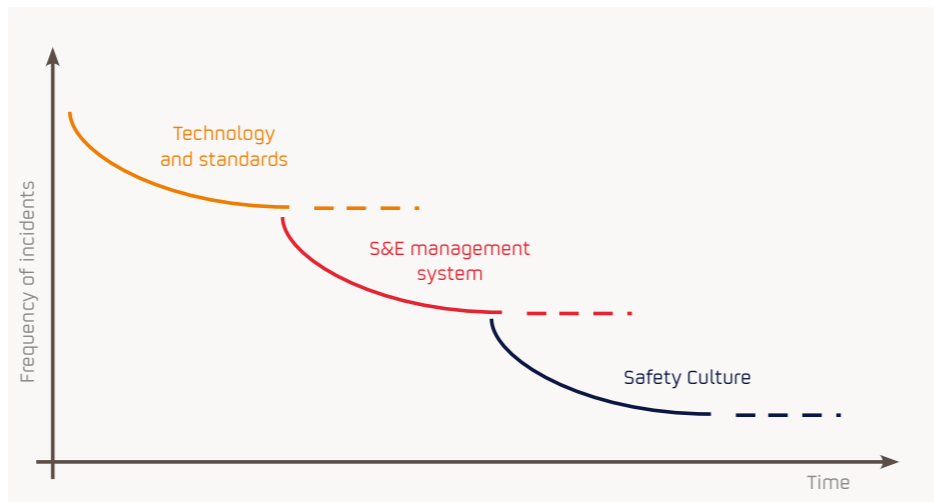 Technology
and standards
S&E management
system
Safety Culture
Frequency of incidents
Time